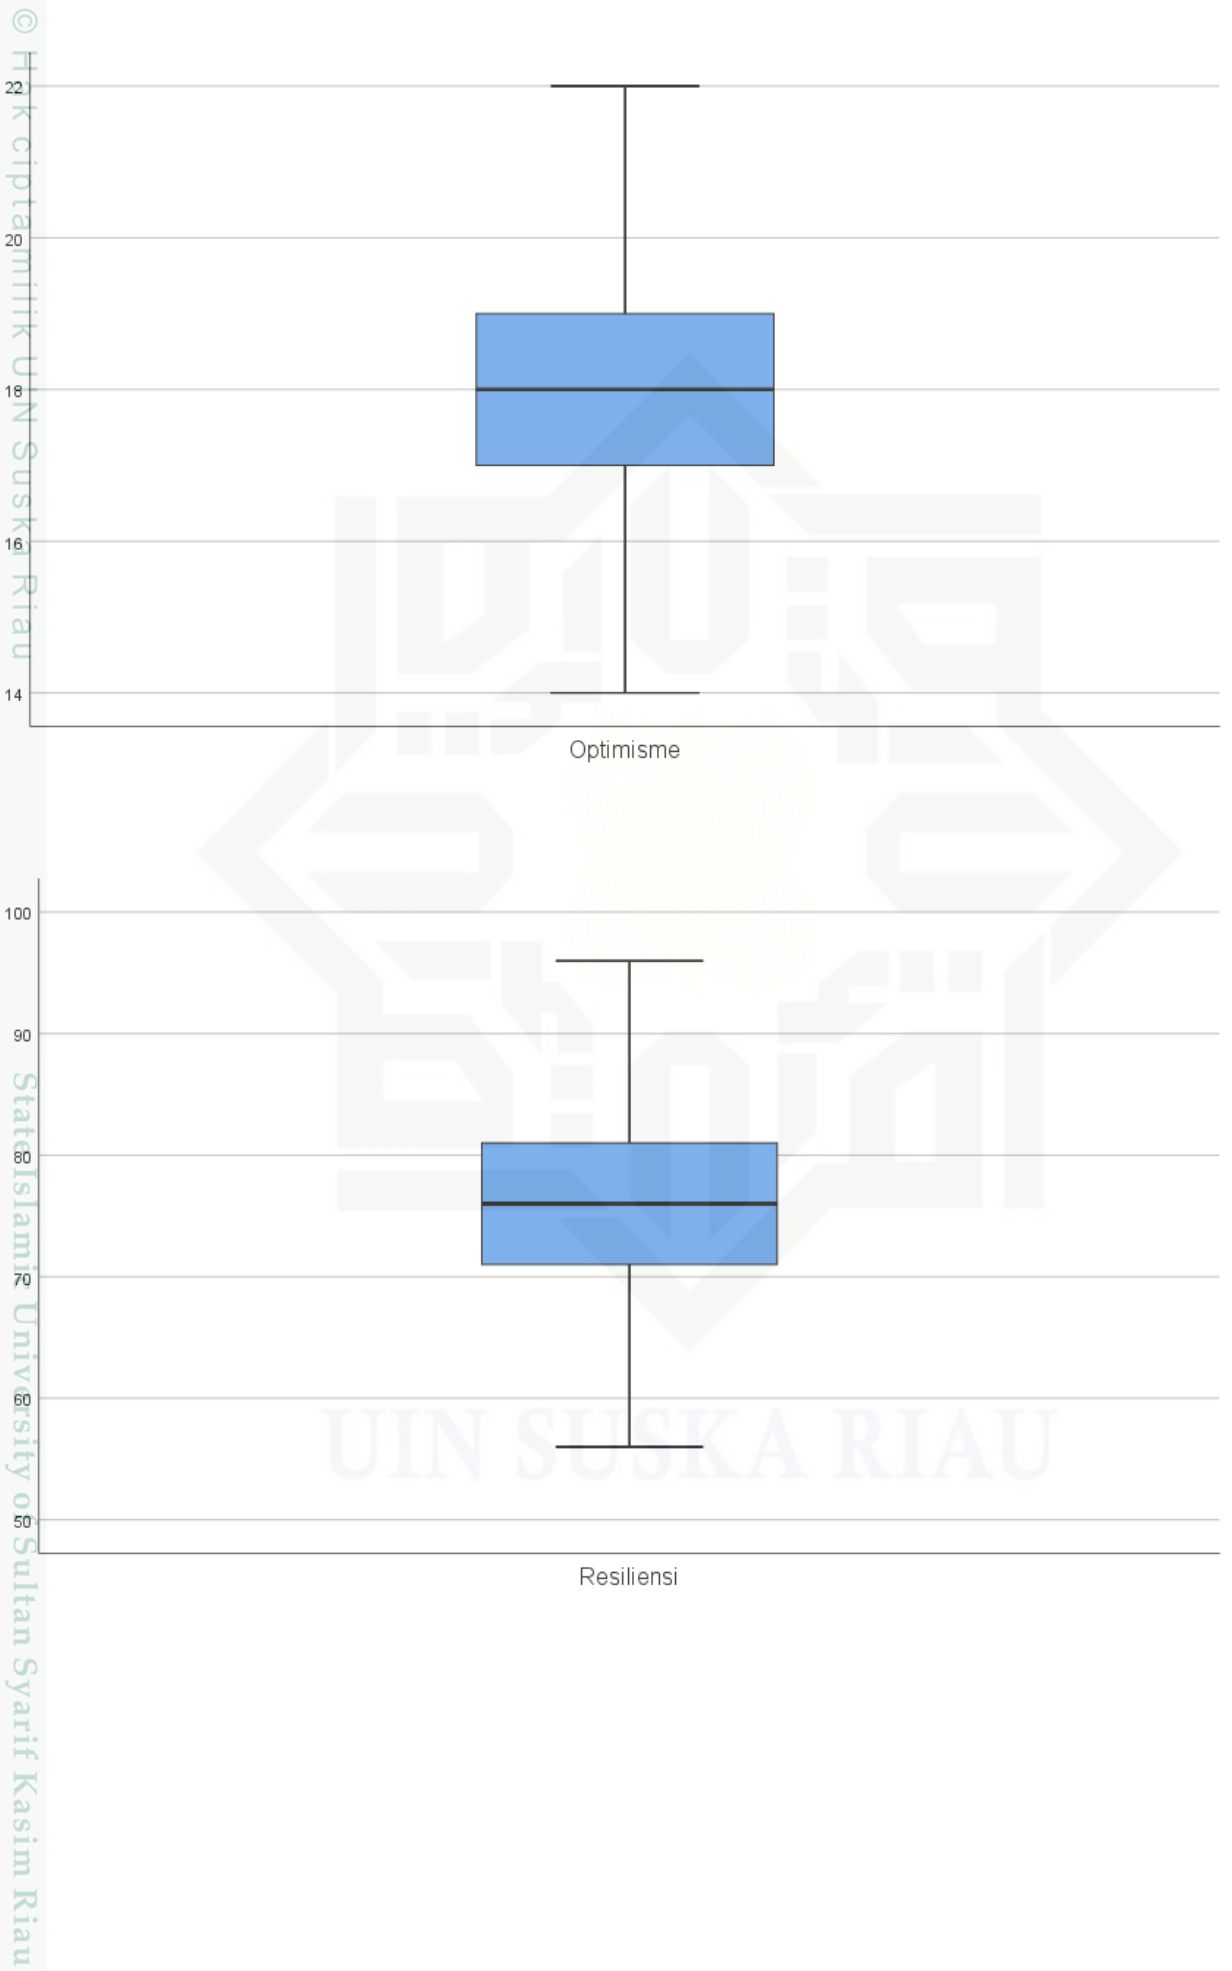 © Hak cipta milik UIN Suska Riau
22
20
18
16
14
Optimisme
100
90
80
70
60
50
Resiliensi
State Islamic University of Sultan Syarif Kasim Riau
UIN SUSKA RIAU